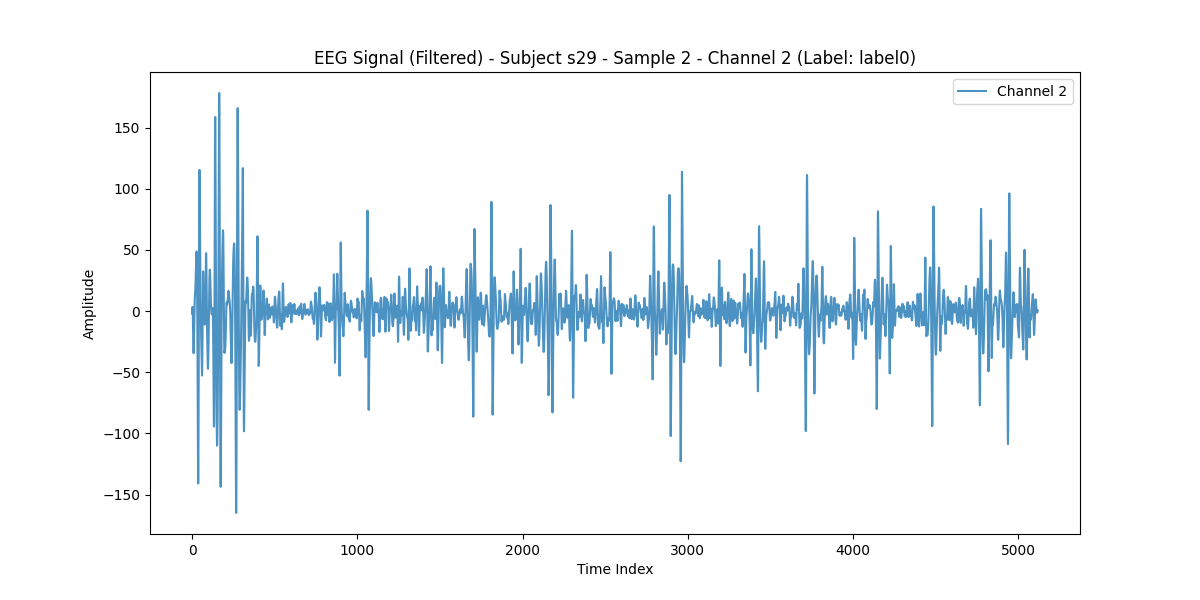 EEG Signal (Filtered) - Subject s29 - Sample 2 - Channel 2 (Label: label0)
Channel 2
150
100
50
0
−50
−100
−150
Amplitude
0 1000 2000 3000 4000 5000
Time Index